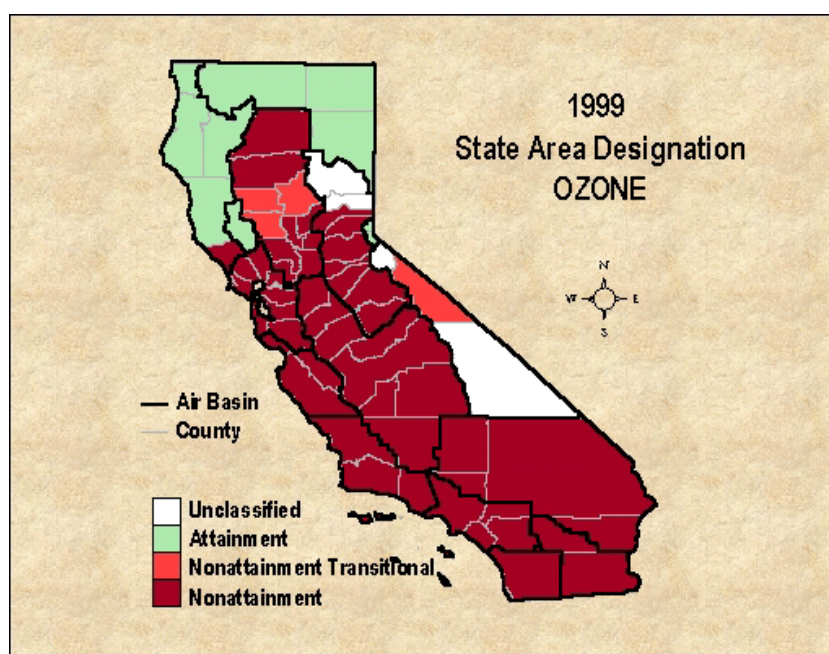 1999
State Area Designation
OZONE
N
W E
S
Air Basin
County
Unclassified
Attainment
Nonattainment Transitional
Nonattainment